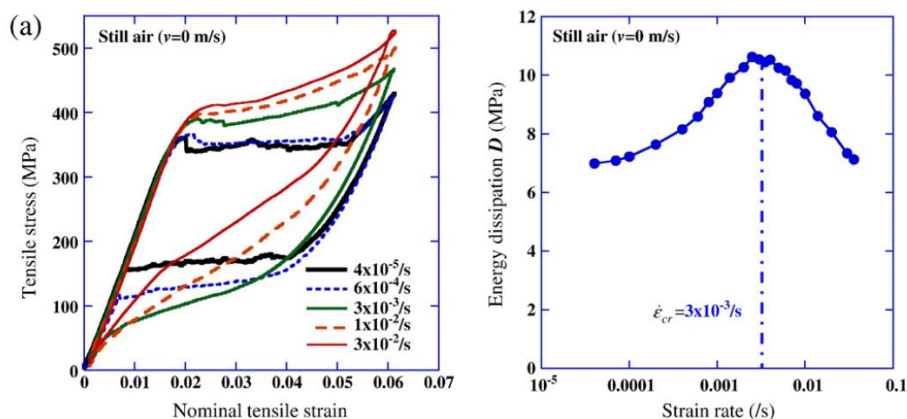 (a)
Still air (v=0 m/s)
500
400
300
200
100
0
0
0.01
0.02
0.03
0.04
0.05
0.06
0.07
Tensile stress (MPa)
Nominal tensile strain
4x10⁻⁵/s
6x10⁻⁴/s
3x10⁻³/s
1x10⁻²/s
3x10⁻²/s
Still air (v=0 m/s)
12
10
8
6
4
2
0
10⁻⁵
0.0001
0.001
0.01
0.1
Energy dissipation D (MPa)
Strain rate (/s)
ε̇cr=3x10⁻³/s